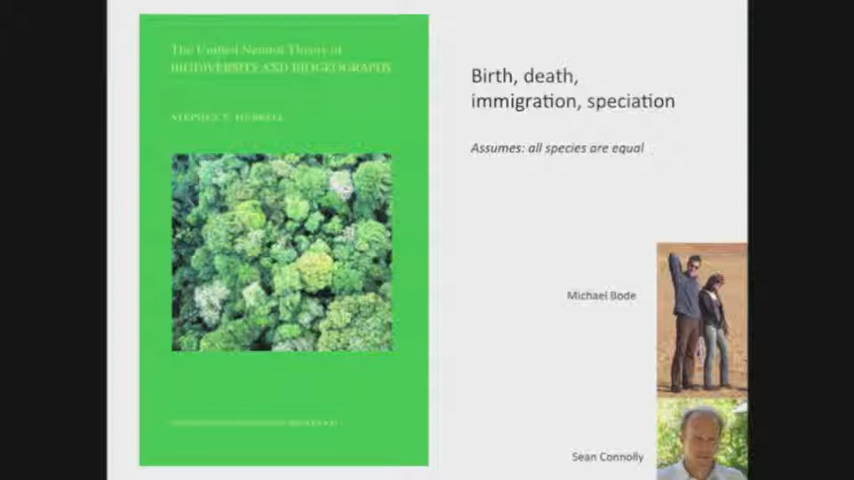 The Unified Neutral Theory of
BIODIVERSITY AND BIOGEOGRAPHY
STEPHEN P. HUBBELL
Birth, death,
immigration, speciation
Assumes: all species are equal
Michael Bode
Sean Connolly